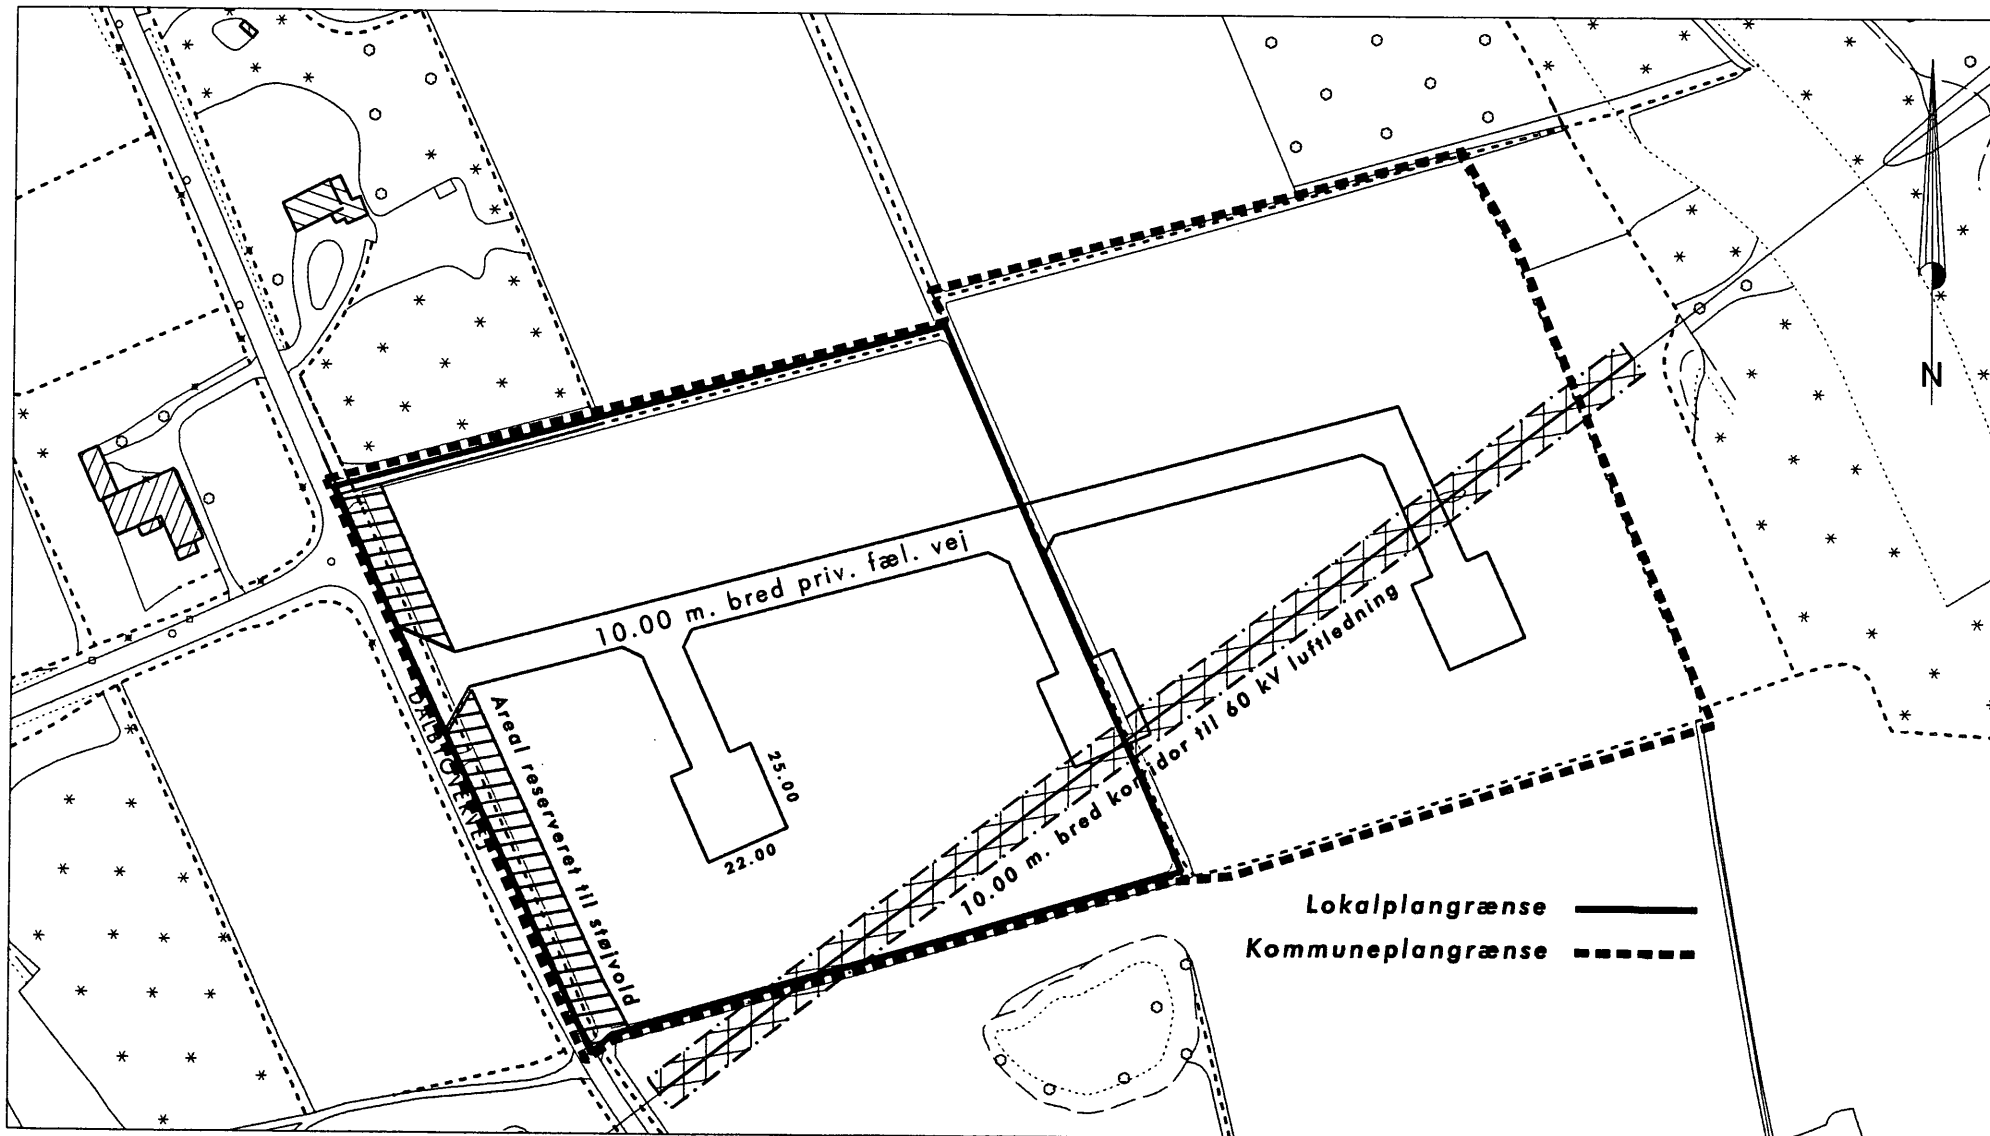 N
10.00 m. bred priv. fæl. vej
Areal reserveret til støjvold
25.00
22.00
10.00 m. bred korridor til 60 kV luftledning
Lokalplangrænse
Kommuneplangrænse